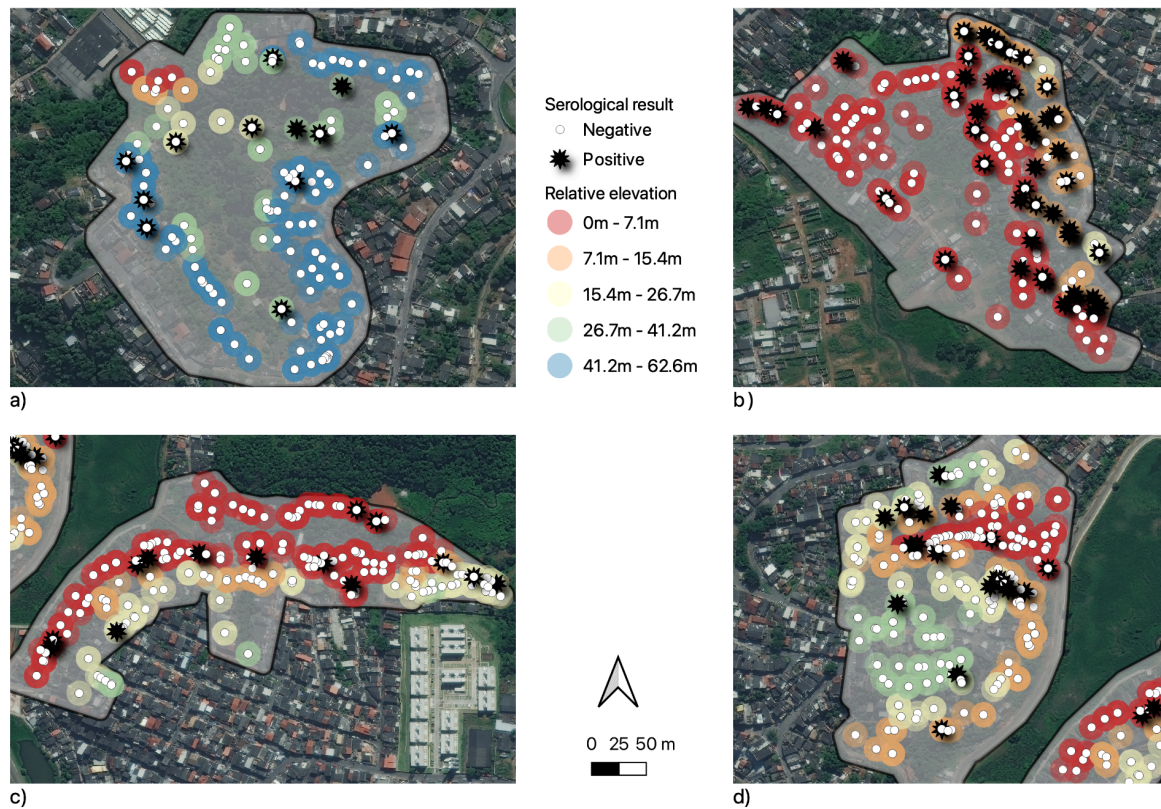 Serological result
Negative
Positive
Relative elevation
0m - 7.1m
7.1m - 15.4m
15.4m - 26.7m
26.7m - 41.2m
41.2m - 62.6m
a)
b)
0 25 50 m
c)
d)